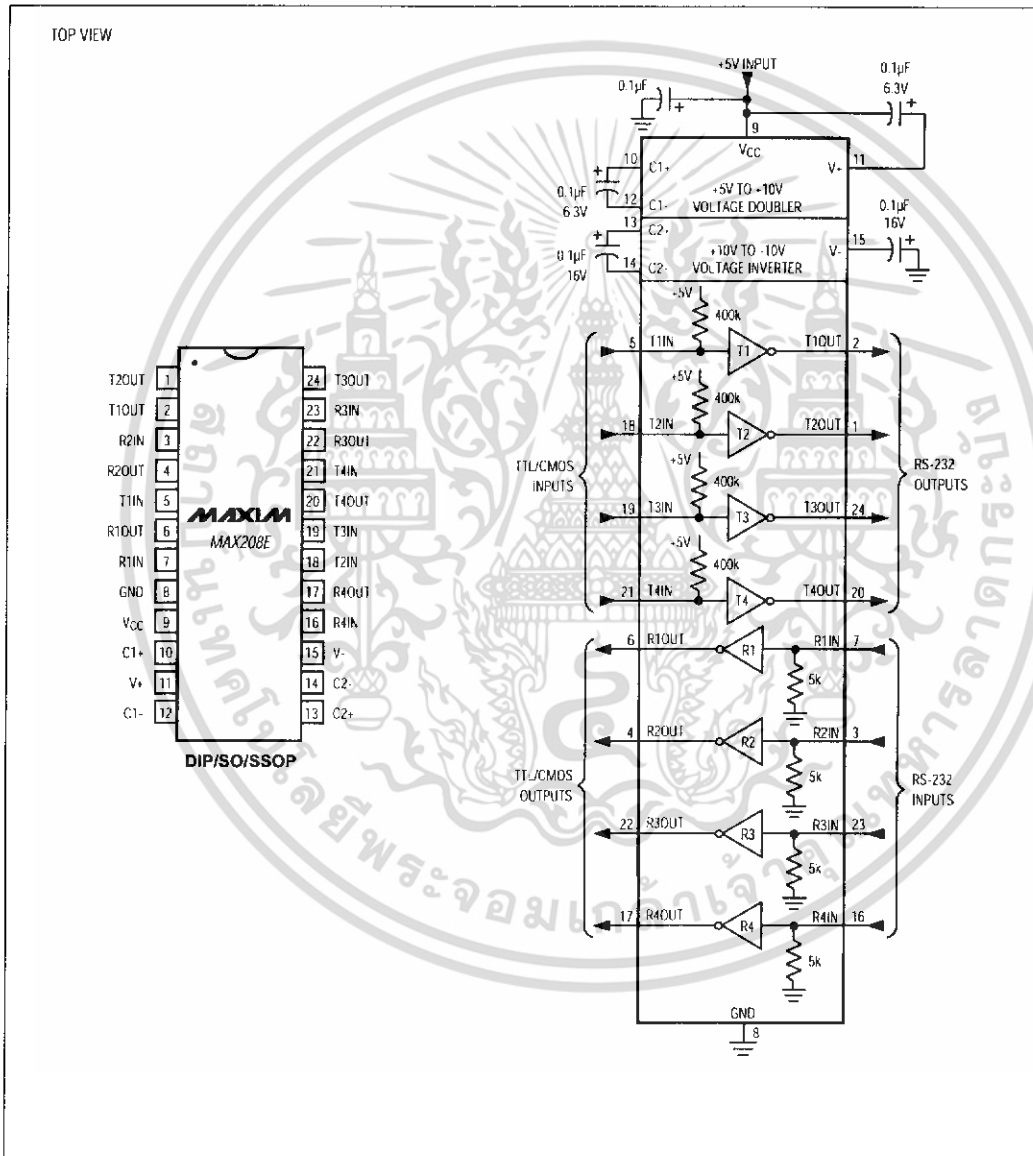 TOP VIEW
T2OUT 1
T1OUT 2
R2IN 3
R2OUT 4
T1IN 5
R1OUT 6
R1IN 7
GND 8
VCC 9
C1+ 10
V+ 11
C1- 12
24 T3OUT
23 R3IN
22 R3OUT
21 T4IN
20 T4OUT
19 T3IN
18 T2IN
17 R4OUT
16 R4IN
15 V-
14 C2-
13 C2+
MAXIM
MAX208E
DIP/SO/SSOP
+5V INPUT
0.1µF
0.1µF
6.3V
9
VCC
10 C1+
12 C1-
0.1µF
6.3V
+5V TO +10V
VOLTAGE DOUBLER
V+ 11
13 C2+
14 C2-
0.1µF
16V
+10V TO -10V
VOLTAGE INVERTER
V- 15
0.1µF
16V
+5V
400k
5 T1IN T1 T1OUT 2
+5V
400k
18 T2IN T2 T2OUT 1
+5V
400k
19 T3IN T3 T3OUT 24
+5V
400k
21 T4IN T4 T4OUT 20
TTL/CMOS
INPUTS
RS-232
OUTPUTS
6 R1OUT R1 R1IN 7
5k
4 R2OUT R2 R2IN 3
5k
22 R3OUT R3 R3IN 23
5k
17 R4OUT R4 R4IN 16
5k
TTL/CMOS
OUTPUTS
RS-232
INPUTS
GND
8